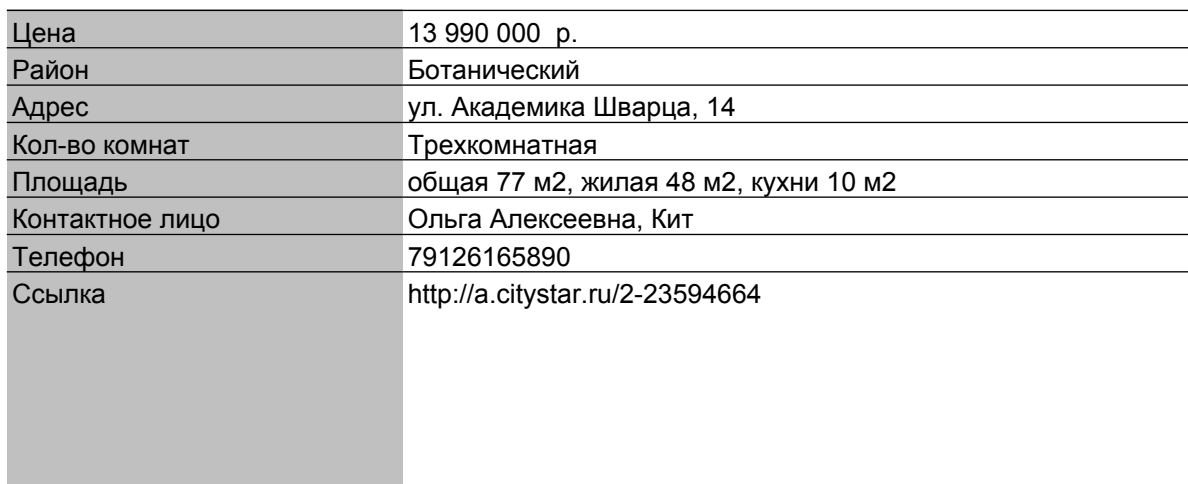 Цена 13 990 000 р.
Район Ботанический
Адрес ул. Академика Шварца, 14
Кол-во комнат Трехкомнатная
Площадь общая 77 м2, жилая 48 м2, кухни 10 м2
Контактное лицо Ольга Алексеевна, Кит
Телефон 79126165890
Ссылка http://a.citystar.ru/2-23594664